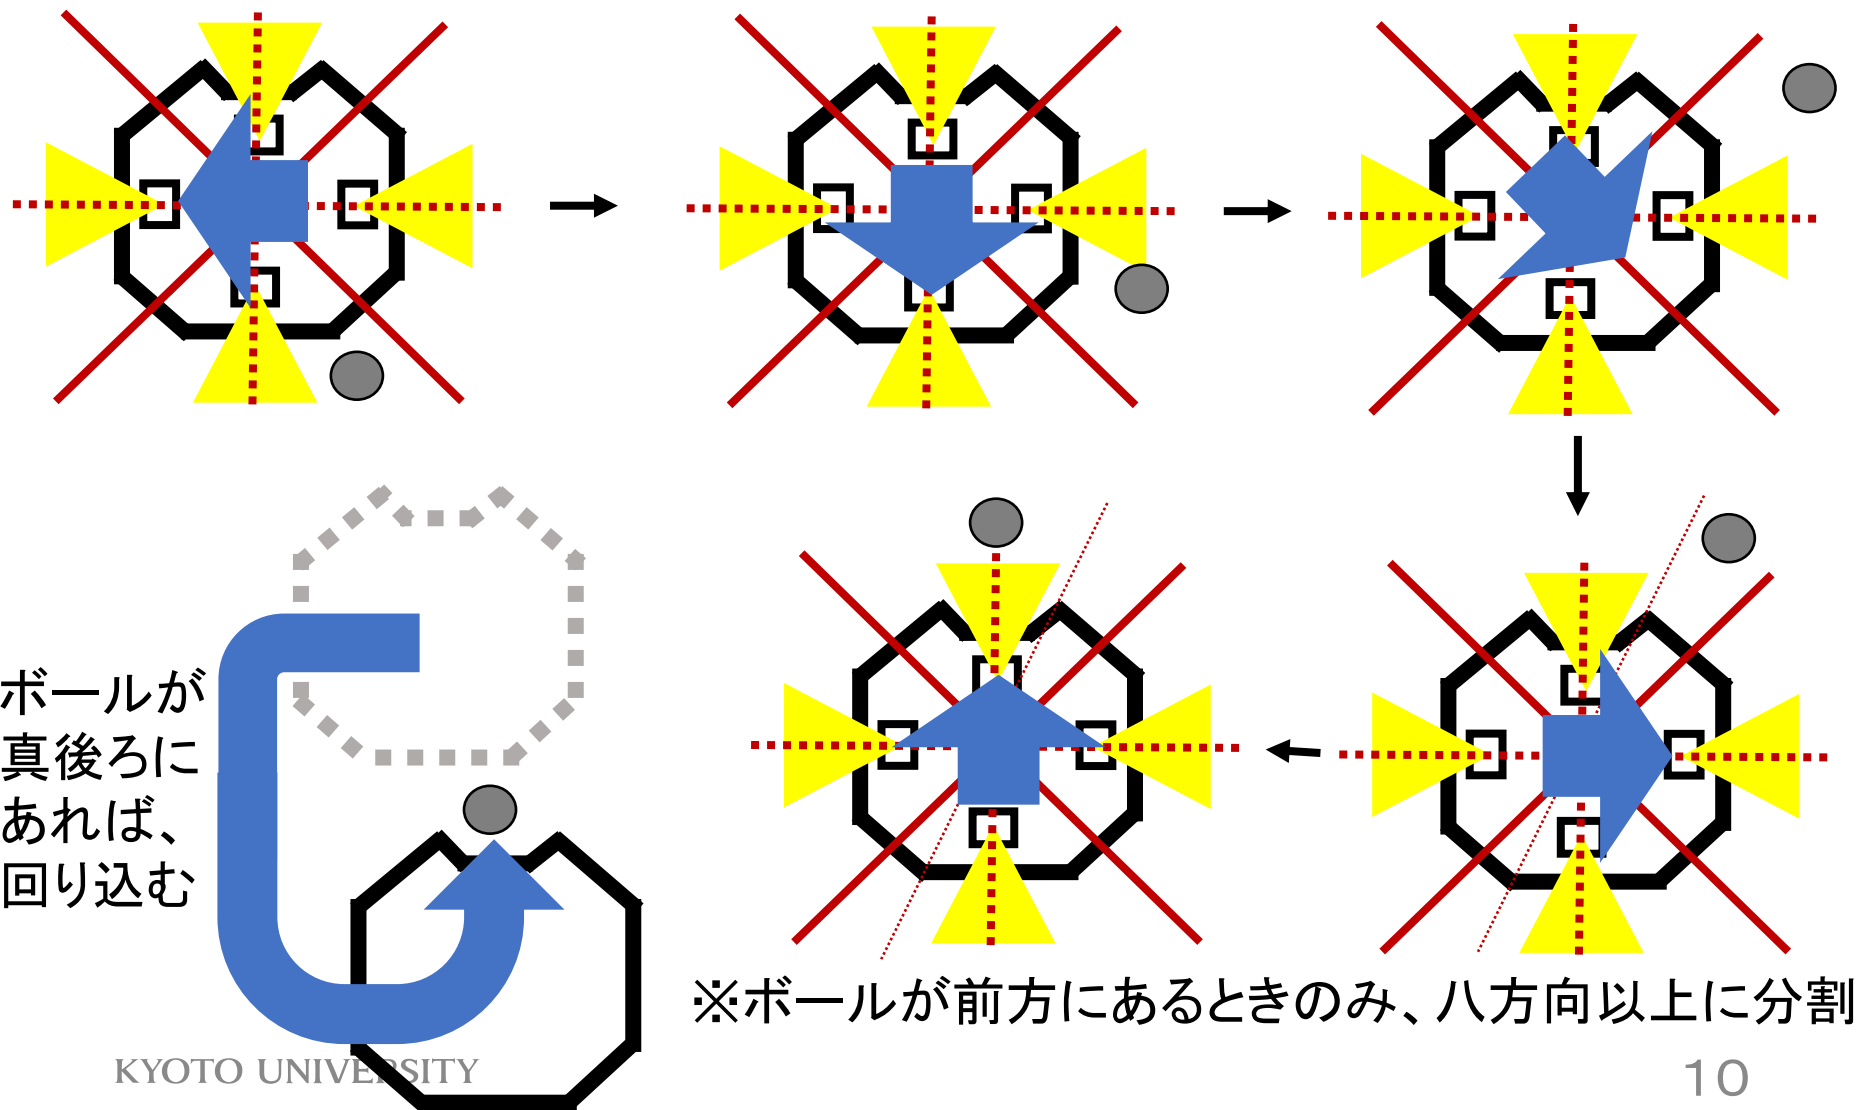 ボールが
真後ろに
あれば、
回り込む
※ボールが前方にあるときのみ、八方向以上に分割
KYOTO UNIVERSITY
10